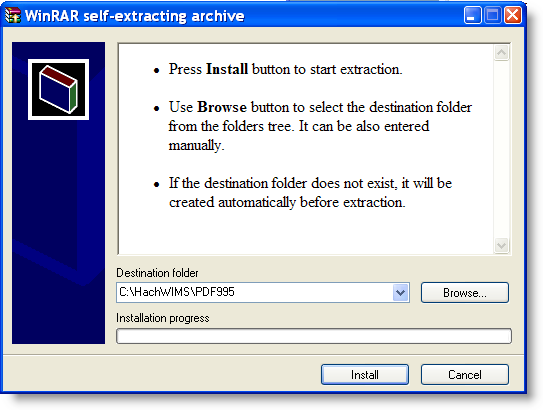 WinRAR self-extracting archive
• Press Install button to start extraction.
• Use Browse button to select the destination folder
from the folders tree. It can be also entered
manually.
• If the destination folder does not exist, it will be
created automatically before extraction.
Destination folder
C:\HachWIMS\PDF995
Browse...
Installation progress
Install
Cancel